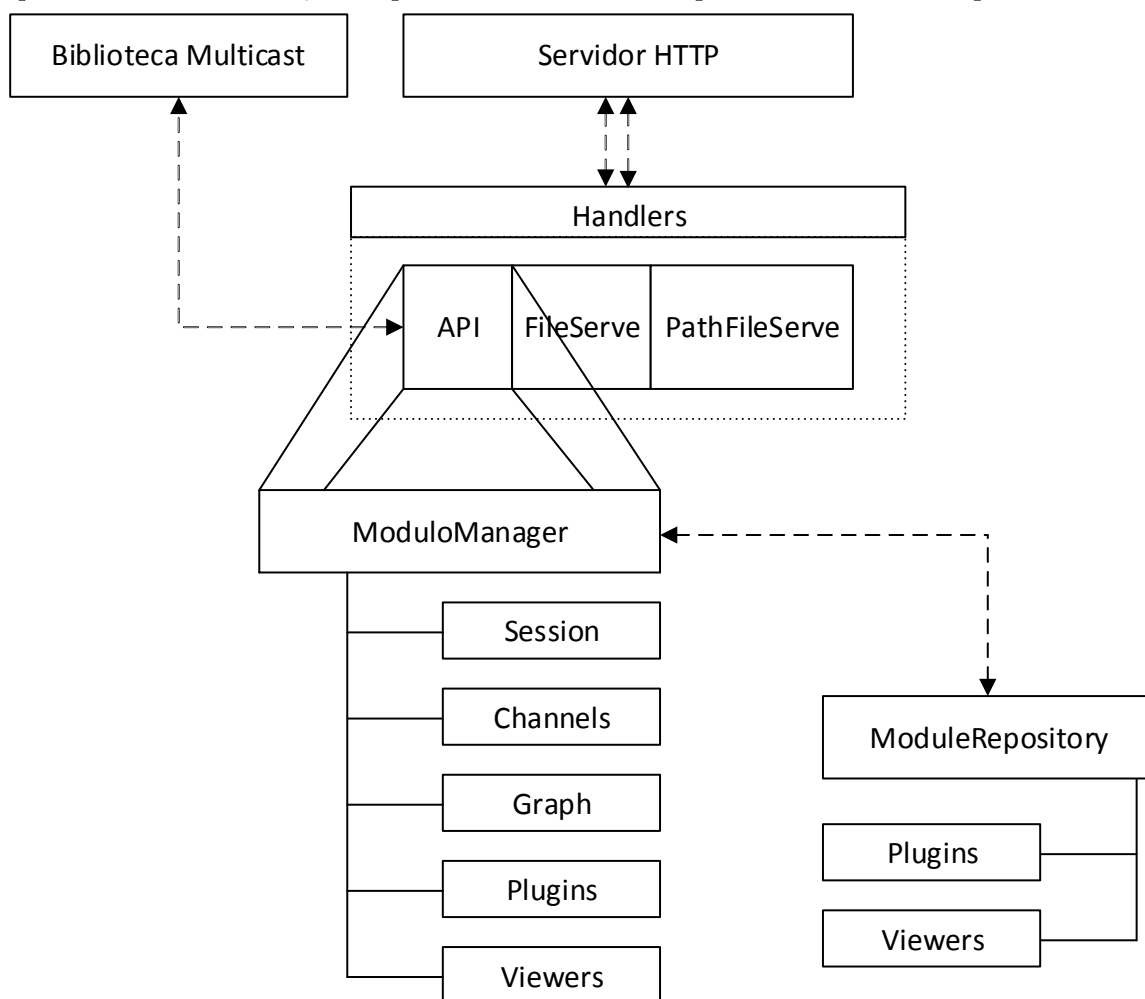 Biblioteca Multicast
Servidor HTTP
Handlers
API
FileServe
PathFileServe
ModuloManager
Session
Channels
Graph
Plugins
Viewers
ModuleRepository
Plugins
Viewers